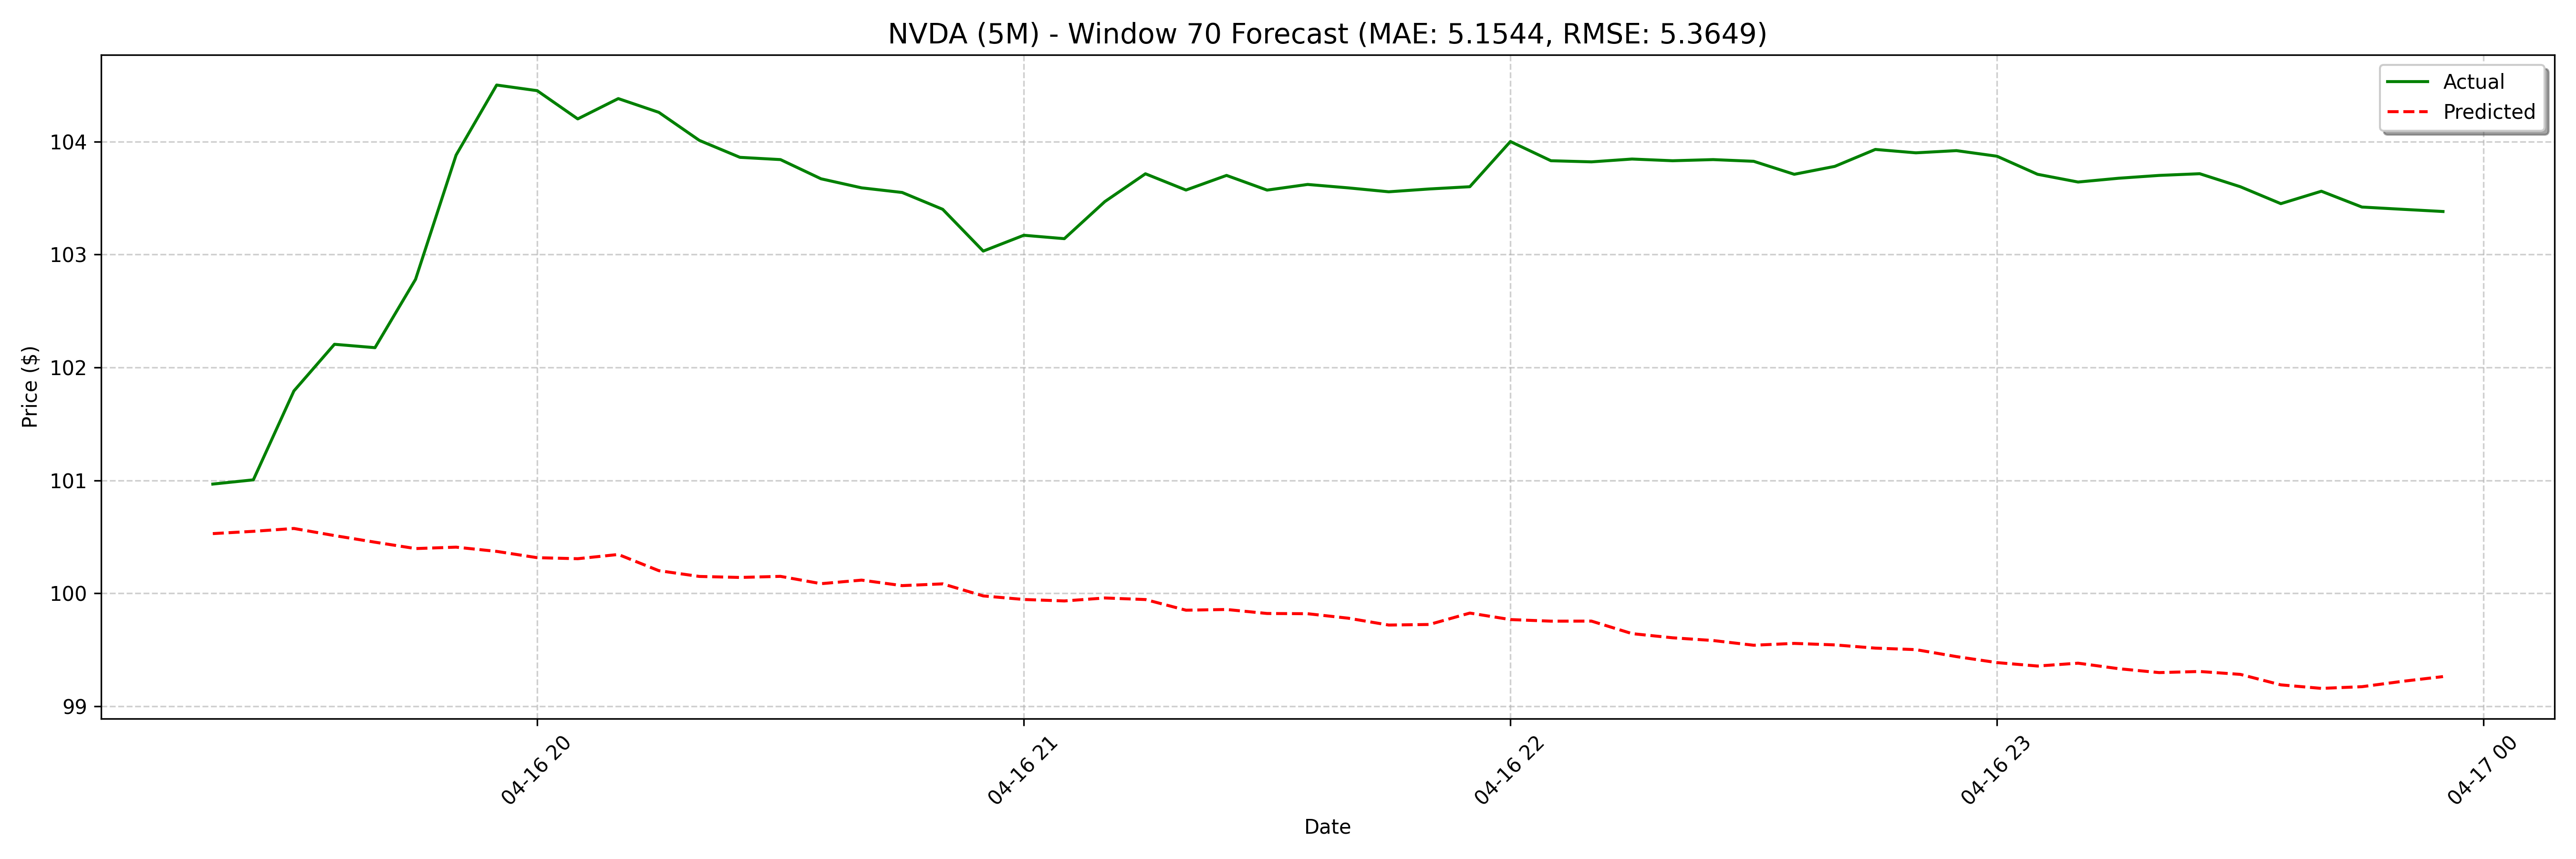 NVDA (5M) - Window 70 Forecast (MAE: 5.1544, RMSE: 5.3649)
Actual
Predicted
Price ($)
104
103
102
101
100
99
04-16 20
04-16 21
04-16 22
04-16 23
04-17 00
Date